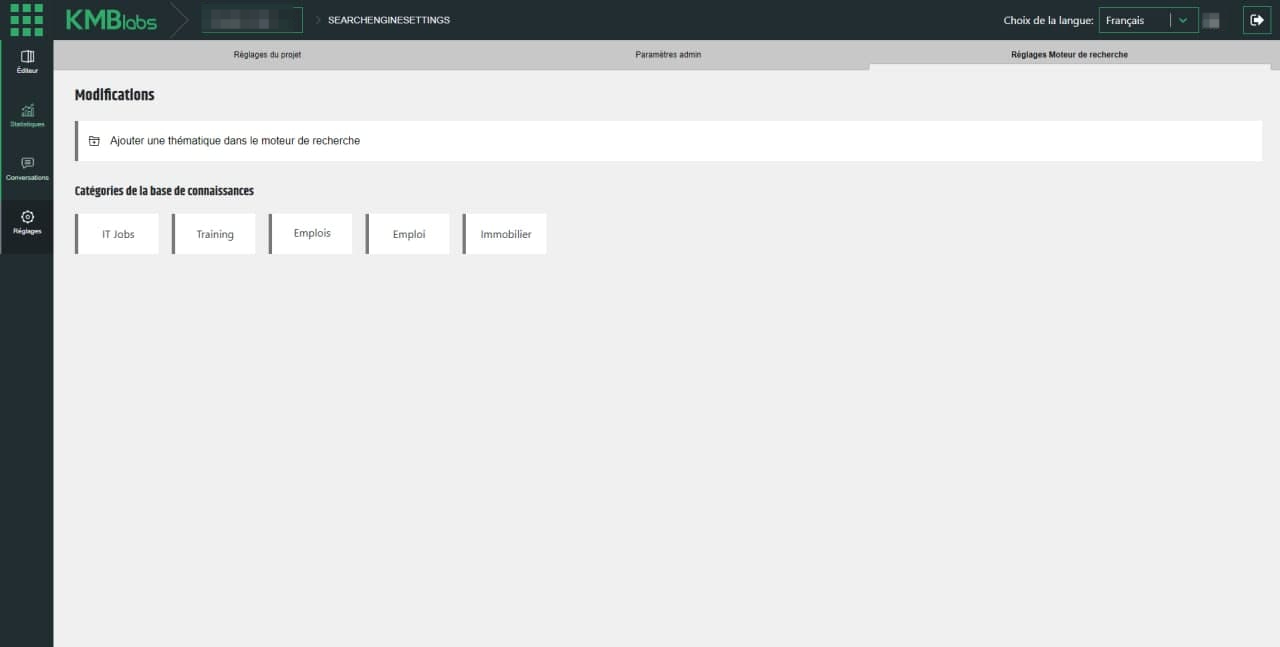 KMBlabs
SEARCHENGINESETTINGS
Choix de la langue:
Français
Éditeur
Statistiques
Conversations
Réglages
Réglages du projet
Paramètres admin
Réglages Moteur de recherche
Modifications
Ajouter une thématique dans le moteur de recherche
Catégories de la base de connaissances
IT Jobs
Training
Emplois
Emploi
Immobilier